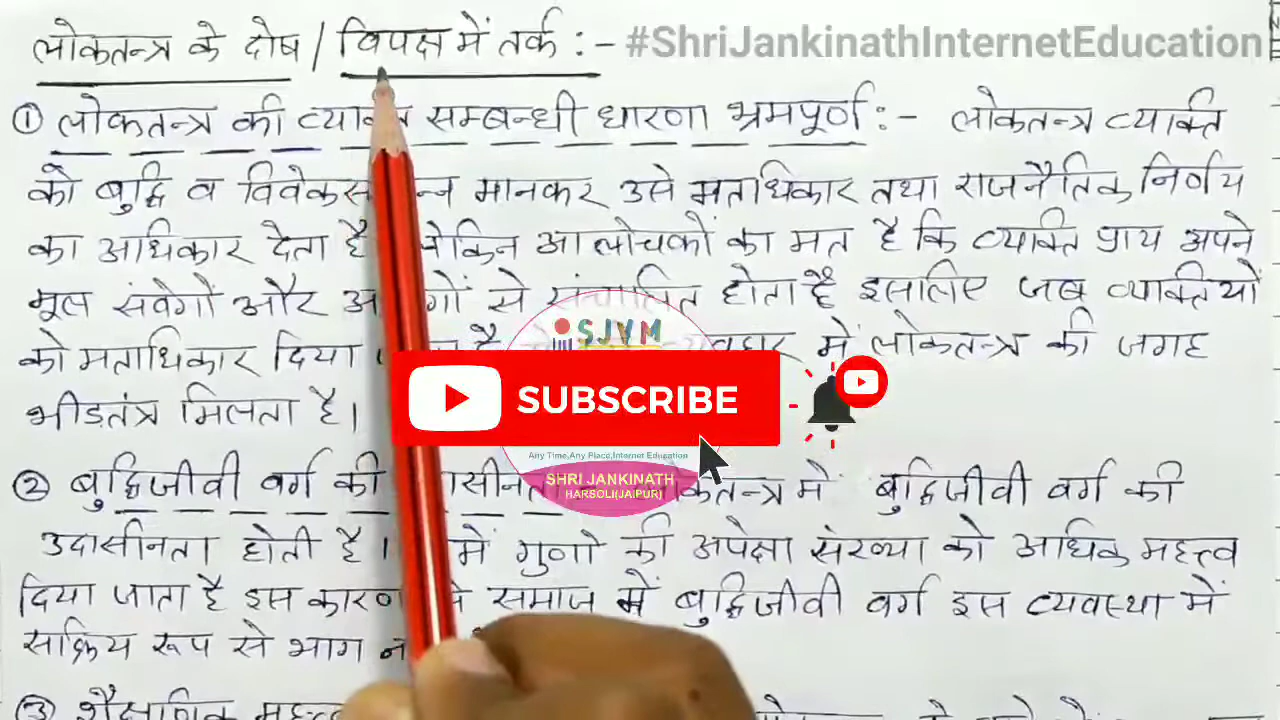 लोकतन्त्र के दोष / विपक्ष में तर्क :-
#ShriJankinathInternetEducation
① लोकतन्त्र की सम्बन्धी धारणा भ्रमपूर्ण :- लोकतन्त्र व्यक्ति
को बुद्धि व मानकर उसे मताधिकार तथा राजनैतिक निर्णय
का अधिकार देता है आलोचकों का मत है कि व्यक्ति प्राय अपने
मूल संवेगों और से होता है इसलिए जब व्यक्तियों
को मताधिकार दिया में लोकतन्त्र की जगह
भीडतंत्र मिलता है।
SJVM
SUBSCRIBE
Any Time,Any Place,Internet Education
SHRI JANKINATH
HARSOLI(JAIPUR)
② बुद्धिजीवी वर्ग की में बुद्धिजीवी वर्ग की
उदासीनता होती है। में गुणो की अपेक्षा संख्या को अधिक महत्त्व
दिया जाता है इस कारण समाज में बुद्धिजीवी वर्ग इस व्यवस्था में
सक्रिय रूप से भाग
③ शैक्षणिक